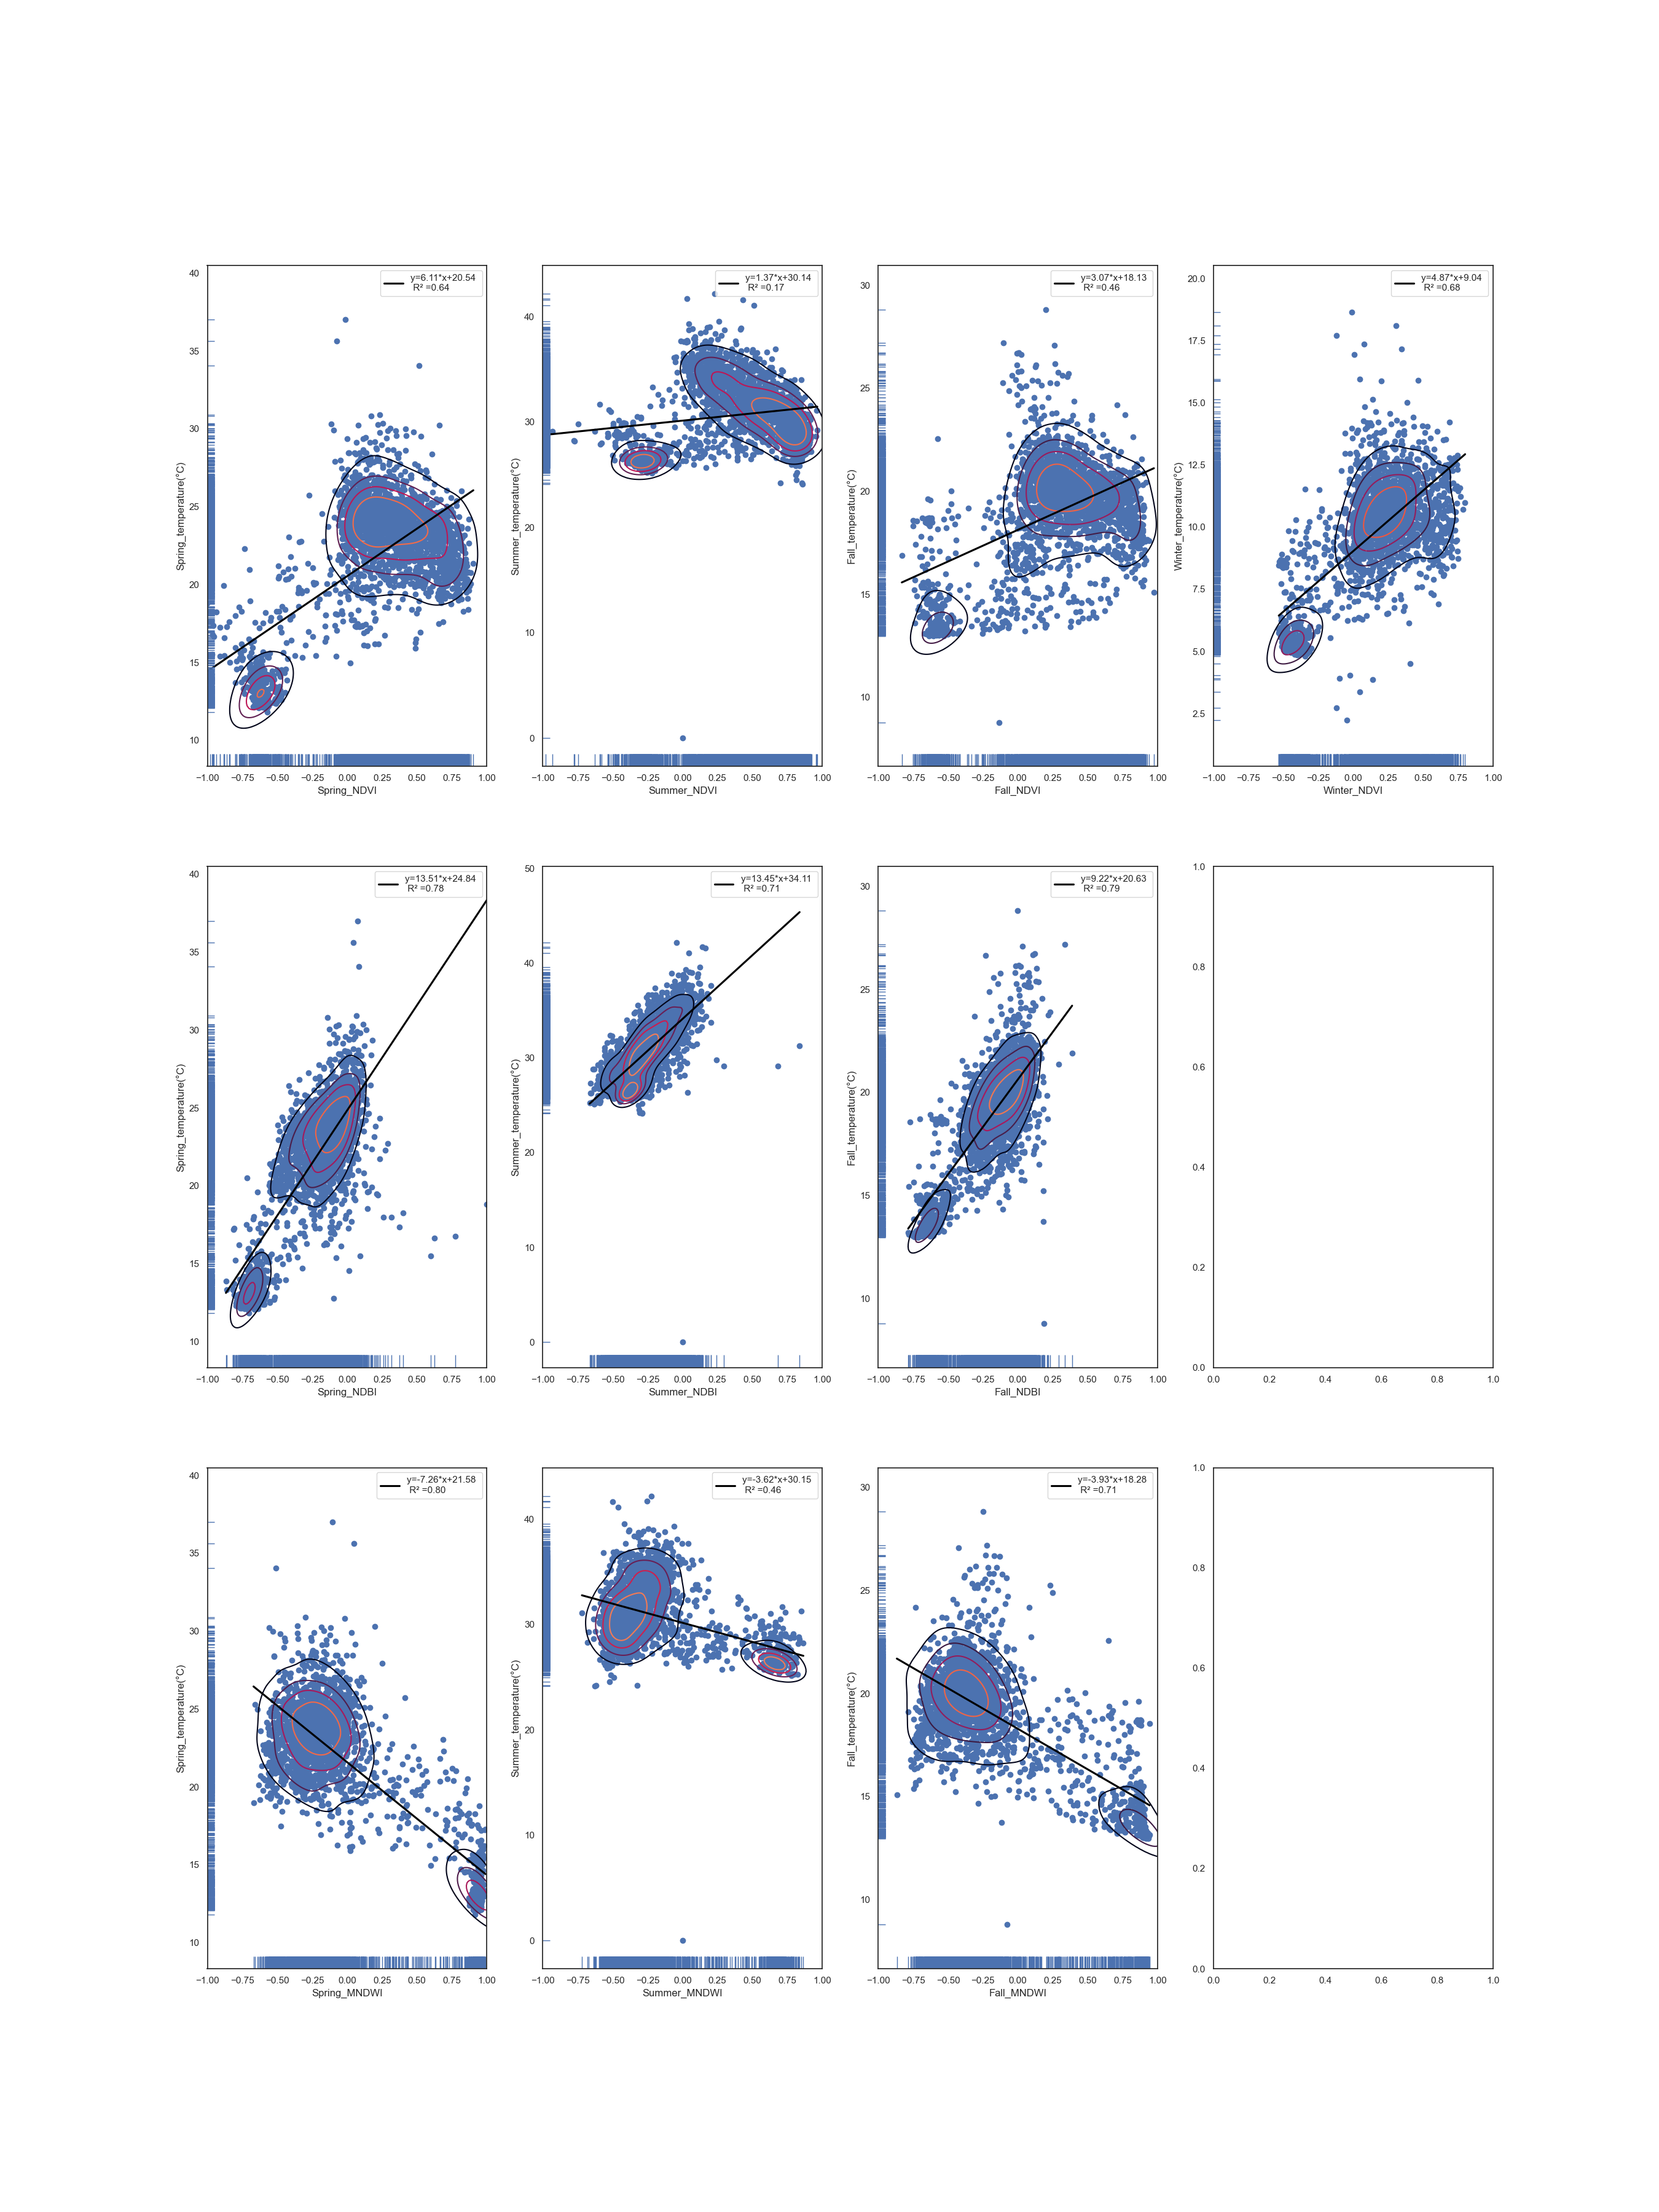 y=6.11*x+20.54
R² =0.64
40
35
30
25
20
15
10
Spring_temperature(°C)
−1.00 −0.75 −0.50 −0.25 0.00 0.25 0.50 0.75 1.00
Spring_NDVI
y=1.37*x+30.14
R² =0.17
40
30
20
10
0
Summer_temperature(°C)
−1.00 −0.75 −0.50 −0.25 0.00 0.25 0.50 0.75 1.00
Summer_NDVI
y=3.07*x+18.13
R² =0.46
30
25
20
15
10
Fall_temperature(°C)
−1.00 −0.75 −0.50 −0.25 0.00 0.25 0.50 0.75 1.00
Fall_NDVI
y=4.87*x+9.04
R² =0.68
20.0
17.5
15.0
12.5
10.0
7.5
5.0
2.5
Winter_temperature(°C)
−1.00 −0.75 −0.50 −0.25 0.00 0.25 0.50 0.75 1.00
Winter_NDVI
y=13.51*x+24.84
R² =0.78
40
35
30
25
20
15
10
Spring_temperature(°C)
−1.00 −0.75 −0.50 −0.25 0.00 0.25 0.50 0.75 1.00
Spring_NDBI
y=13.45*x+34.11
R² =0.71
50
40
30
20
10
0
Summer_temperature(°C)
−1.00 −0.75 −0.50 −0.25 0.00 0.25 0.50 0.75 1.00
Summer_NDBI
y=9.22*x+20.63
R² =0.79
30
25
20
15
10
Fall_temperature(°C)
−1.00 −0.75 −0.50 −0.25 0.00 0.25 0.50 0.75 1.00
Fall_NDBI
1.0
0.8
0.6
0.4
0.2
0.0
0.0 0.2 0.4 0.6 0.8 1.0
y=-7.26*x+21.58
R² =0.80
40
35
30
25
20
15
10
Spring_temperature(°C)
−1.00 −0.75 −0.50 −0.25 0.00 0.25 0.50 0.75 1.00
Spring_MNDWI
y=-3.62*x+30.15
R² =0.46
40
30
20
10
0
Summer_temperature(°C)
−1.00 −0.75 −0.50 −0.25 0.00 0.25 0.50 0.75 1.00
Summer_MNDWI
y=-3.93*x+18.28
R² =0.71
30
25
20
15
10
Fall_temperature(°C)
−1.00 −0.75 −0.50 −0.25 0.00 0.25 0.50 0.75 1.00
Fall_MNDWI
1.0
0.8
0.6
0.4
0.2
0.0
0.0 0.2 0.4 0.6 0.8 1.0